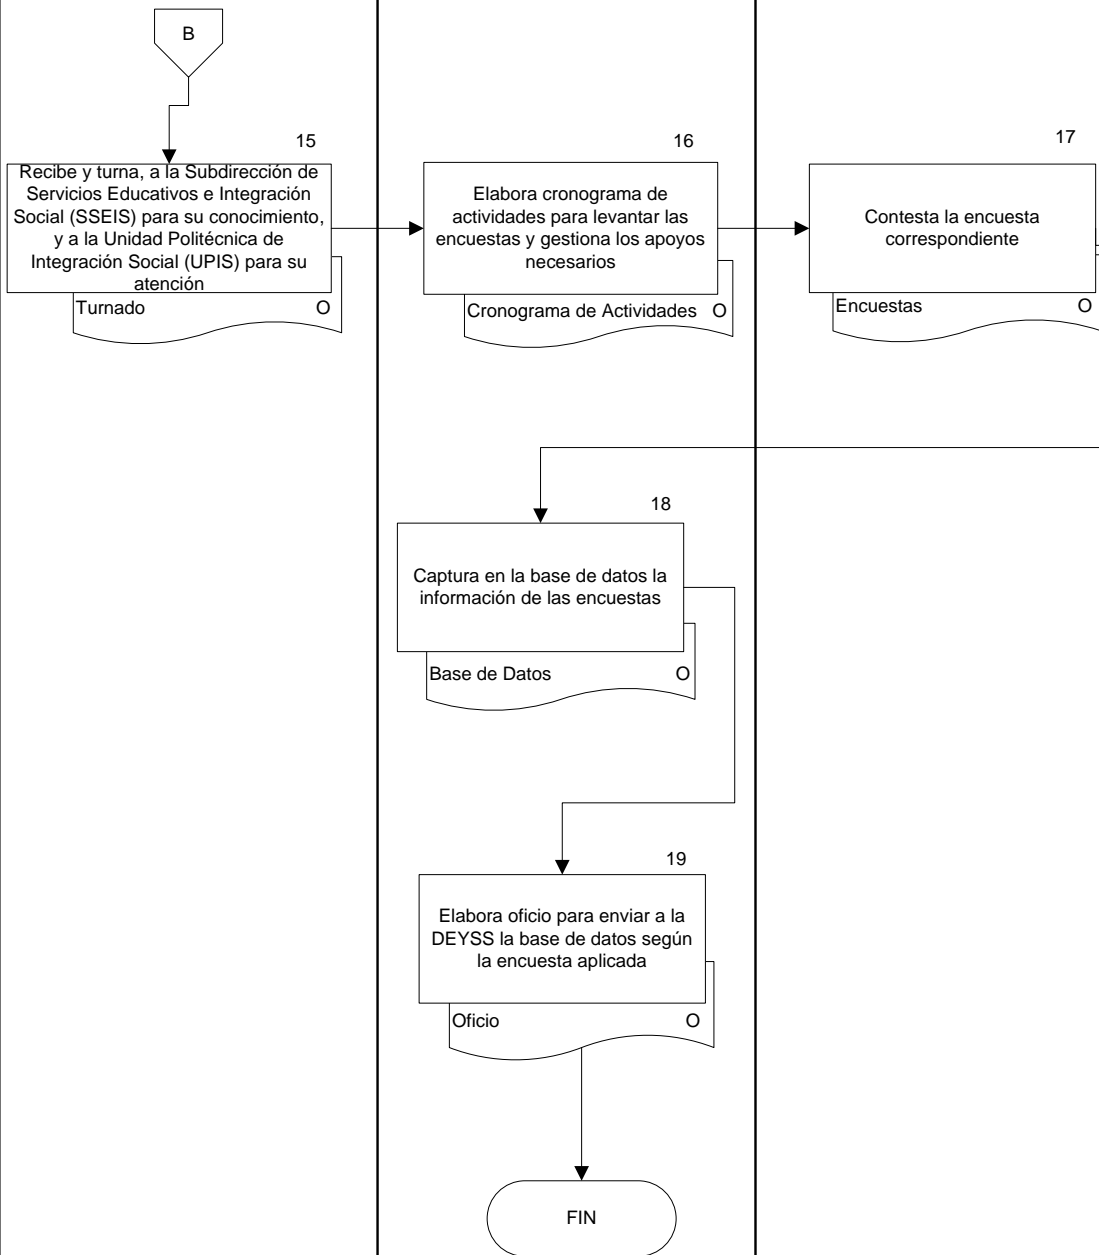 B
15
Recibe y turna, a la Subdirección de
Servicios Educativos e Integración
Social (SSEIS) para su conocimiento,
y a la Unidad Politécnica de
Integración Social (UPIS) para su
atención
Turnado O
16
Elabora cronograma de
actividades para levantar las
encuestas y gestiona los apoyos
necesarios
Cronograma de Actividades O
17
Contesta la encuesta
correspondiente
Encuestas O
18
Captura en la base de datos la
información de las encuestas
Base de Datos O
19
Elabora oficio para enviar a la
DEYSS la base de datos según
la encuesta aplicada
Oficio O
FIN